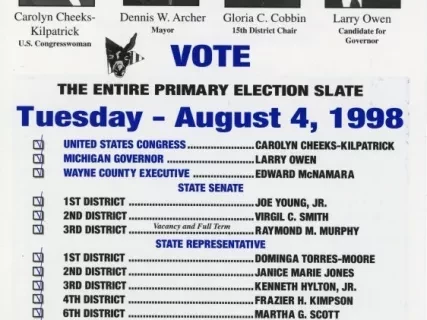 Carolyn Cheeks-
Kilpatrick
U.S. Congresswoman
Dennis W. Archer
Mayor
Gloria C. Cobbin
15th District Chair
Larry Owen
Candidate for
Governor
VOTE
THE ENTIRE PRIMARY ELECTION SLATE
Tuesday - August 4, 1998
UNITED STATES CONGRESS..........................CAROLYN CHEEKS-KILPATRICK
MICHIGAN GOVERNOR ..............................LARRY OWEN
WAYNE COUNTY EXECUTIVE .........................EDWARD McNAMARA
STATE SENATE
1ST DISTRICT ......................................JOE YOUNG, JR.
2ND DISTRICT ......................................VIRGIL C. SMITH
3RD DISTRICT ........Vacancy and Full Term........RAYMOND M. MURPHY
STATE REPRESENTATIVE
1ST DISTRICT ......................................DOMINGA TORRES-MOORE
2ND DISTRICT ......................................JANICE MARIE JONES
3RD DISTRICT ......................................KENNETH HYLTON, JR.
4TH DISTRICT ......................................FRAZIER H. KIMPSON
6TH DISTRICT ......................................MARTHA G. SCOTT